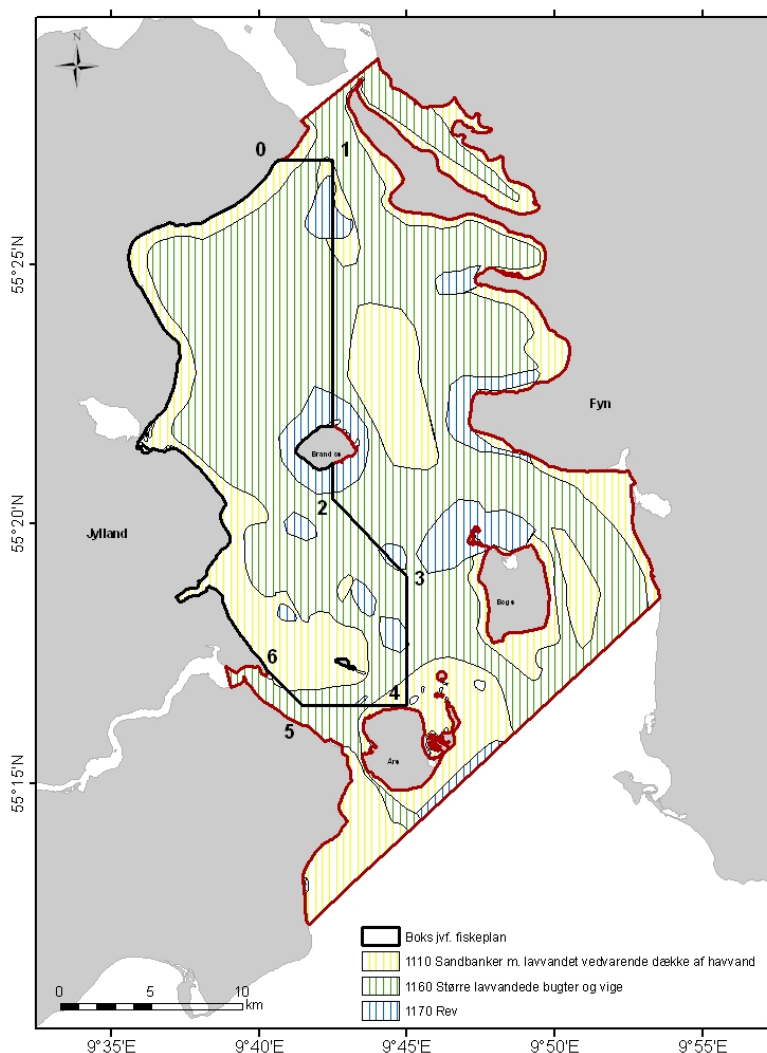 N
0
1
55°25'N
Fyn
Brandsø
2
55°20'N
Jylland
3
Bågø
6
4
5
Årø
55°15'N
Boks jvf. fiskeplan
1110 Sandbanker m. lavvandet vedvarende dække af havvand
1160 Større lavvandede bugter og vige
1170 Rev
0 5 10
km
9°35'E 9°40'E 9°45'E 9°50'E 9°55'E